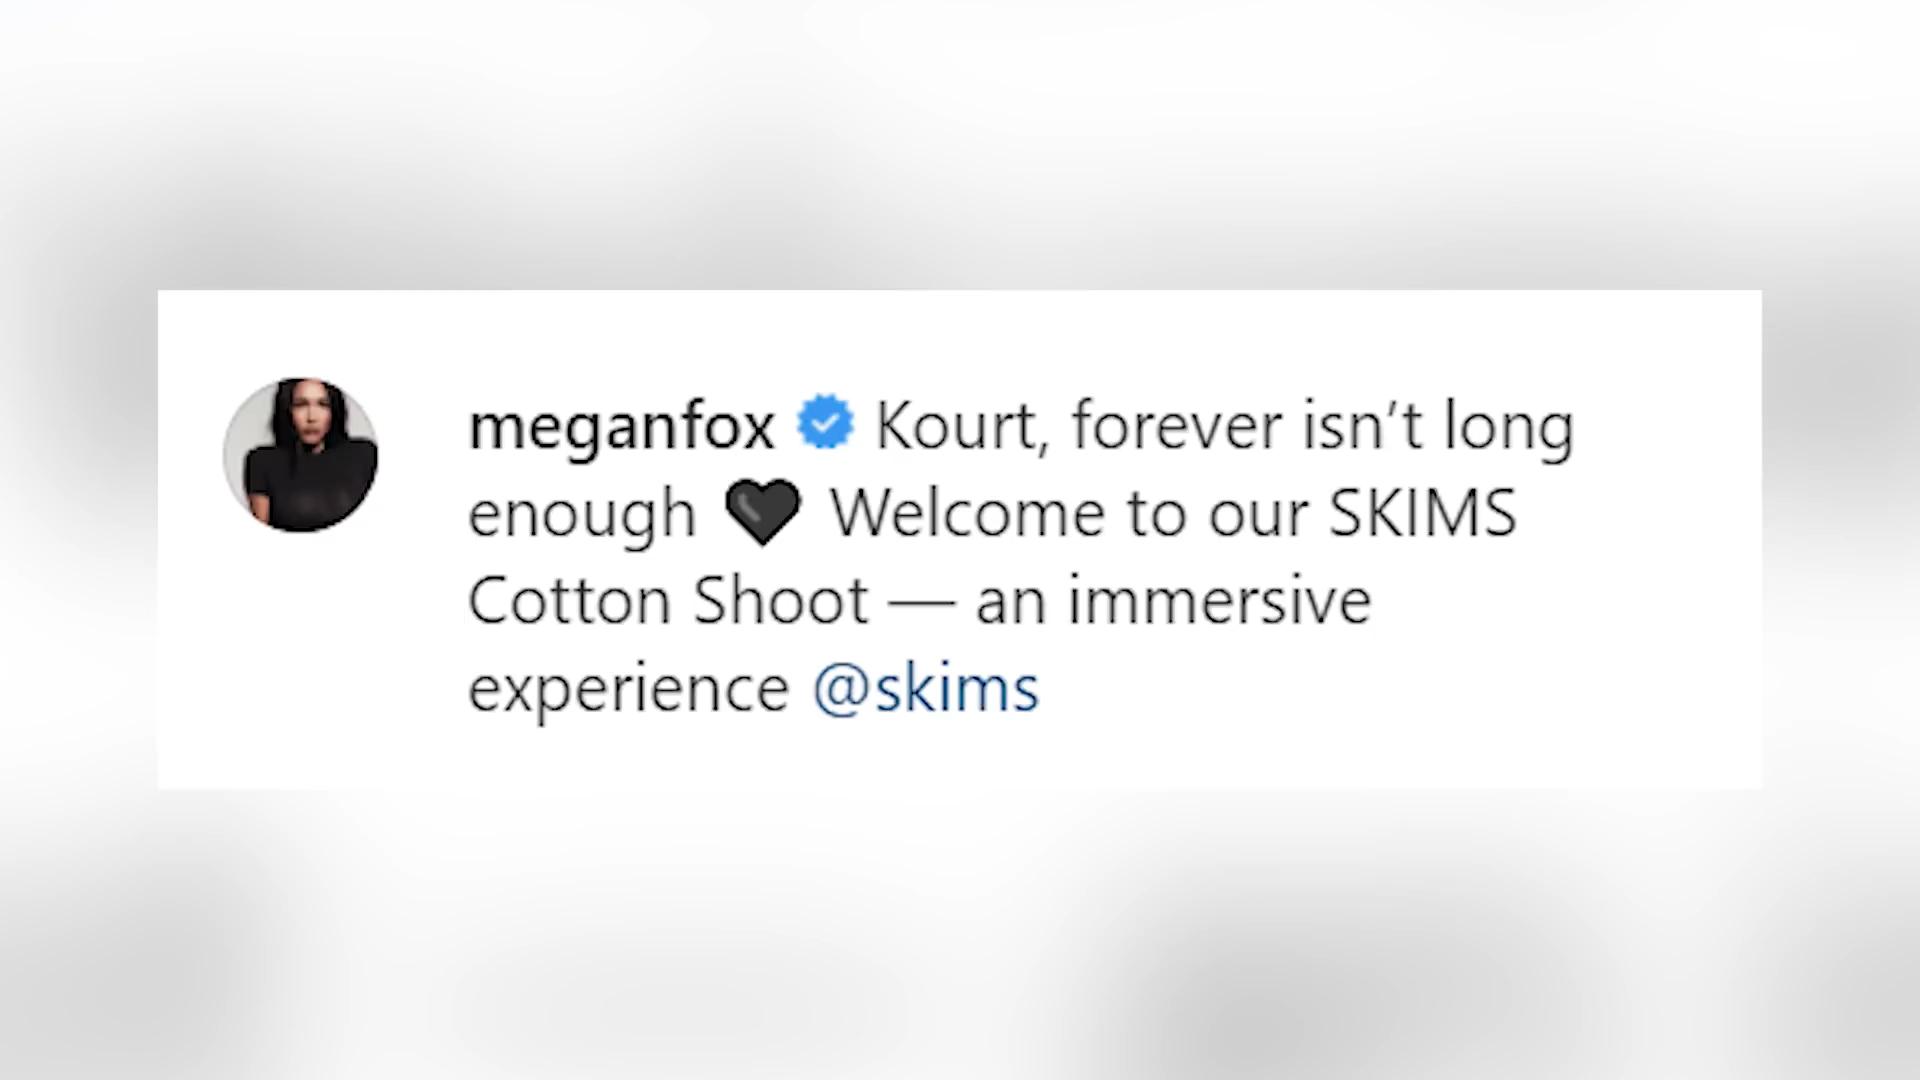 meganfox Kourt, forever isn’t long
enough 🖤 Welcome to our SKIMS
Cotton Shoot — an immersive
experience @skims